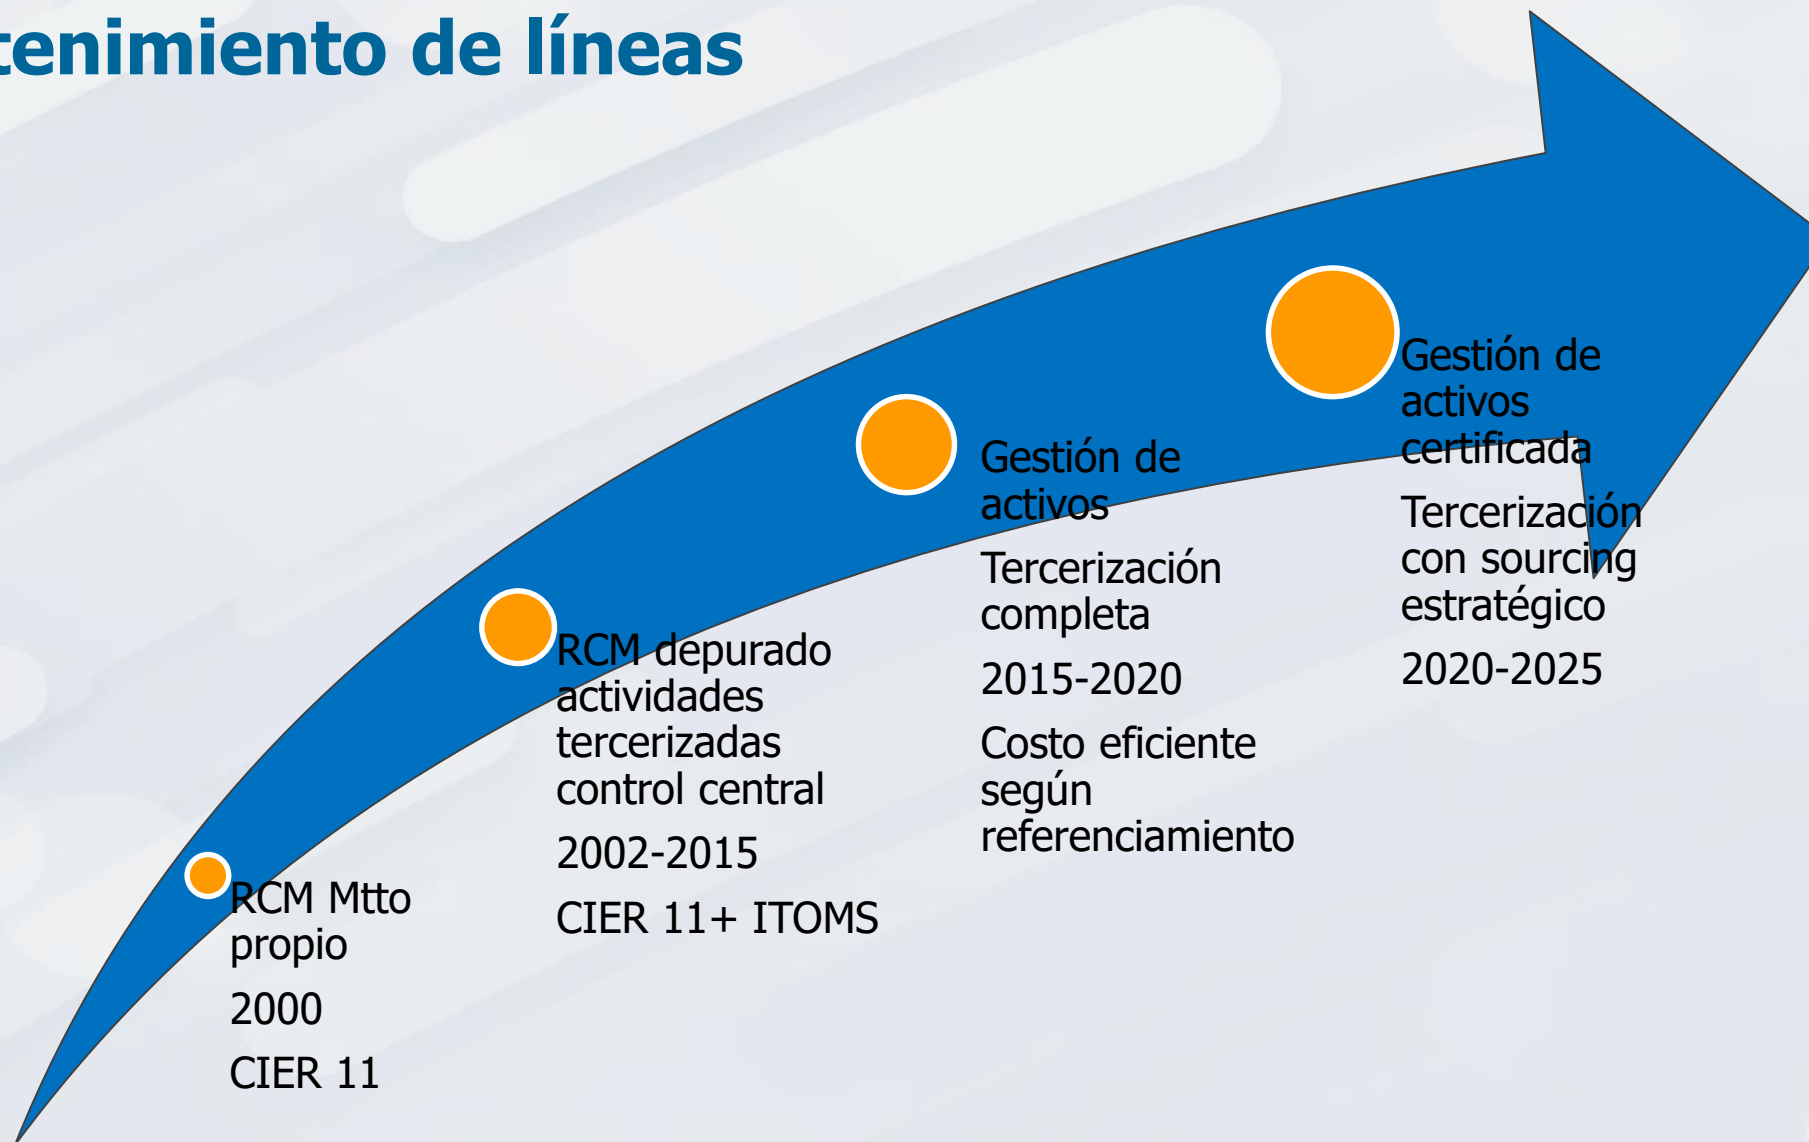 tenimiento de líneas
RCM Mtto
propio
2000
CIER 11
RCM depurado
actividades
tercerizadas
control central
2002-2015
CIER 11+ ITOMS
Gestión de
activos
Tercerización
completa
2015-2020
Costo eficiente
según
referenciamiento
Gestión de
activos
certificada
Tercerización
con sourcing
estratégico
2020-2025